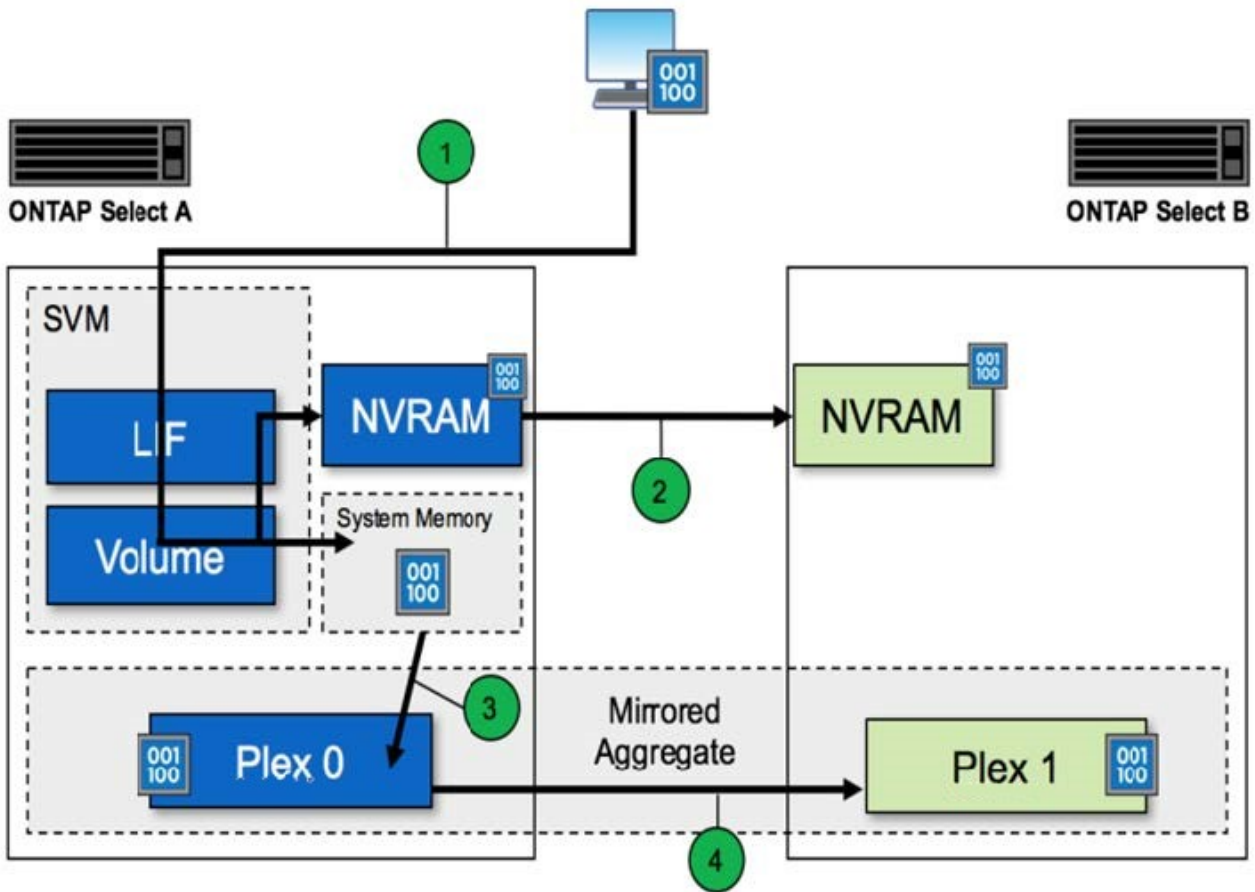 001
100
1
ONTAP Select A
ONTAP Select B
SVM
LIF
Volume
NVRAM
001
100
2
NVRAM
001
100
System Memory
001
100
3
Mirrored
Aggregate
001
100
Plex 0
Plex 1
001
100
4